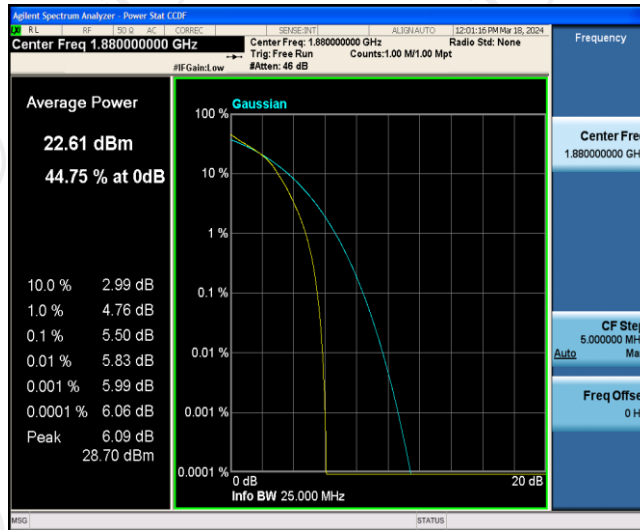 Agilent Spectrum Analyzer - Power Stat CCDF
RL RF 50 Ω AC CORREC SENSE:INT ALIGN AUTO 12:01:16 PM Mar 18, 2024
Center Freq 1.880000000 GHz
Center Freq: 1.880000000 GHz
Radio Std: None
Trig: Free Run
Counts:1.00 M/1.00 Mpt
#IFGain:Low
#Atten: 46 dB
Frequency
Average Power
22.61 dBm
44.75 % at 0dB
10.0 % 2.99 dB
1.0 % 4.76 dB
0.1 % 5.50 dB
0.01 % 5.83 dB
0.001 % 5.99 dB
0.0001 % 6.06 dB
Peak 6.09 dB
28.70 dBm
Gaussian
100 %
10 %
1 %
0.1 %
0.01 %
0.001 %
0.0001 %
0 dB
20 dB
Info BW 25.000 MHz
Center Fre
1.880000000 GH
CF Step
5.000000 MH
Auto Ma
Freq Offse
0 H
MSG
STATUS